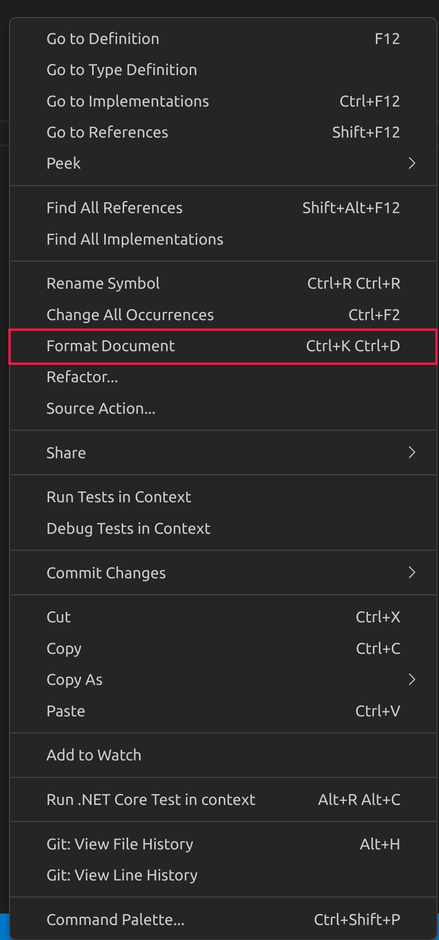 Go to Definition F12
Go to Type Definition
Go to Implementations Ctrl+F12
Go to References Shift+F12
Peek
Find All References Shift+Alt+F12
Find All Implementations
Rename Symbol Ctrl+R Ctrl+R
Change All Occurrences Ctrl+F2
Format Document Ctrl+K Ctrl+D
Refactor...
Source Action...
Share
Run Tests in Context
Debug Tests in Context
Commit Changes
Cut Ctrl+X
Copy Ctrl+C
Copy As
Paste Ctrl+V
Add to Watch
Run .NET Core Test in context Alt+R Alt+C
Git: View File History Alt+H
Git: View Line History
Command Palette... Ctrl+Shift+P